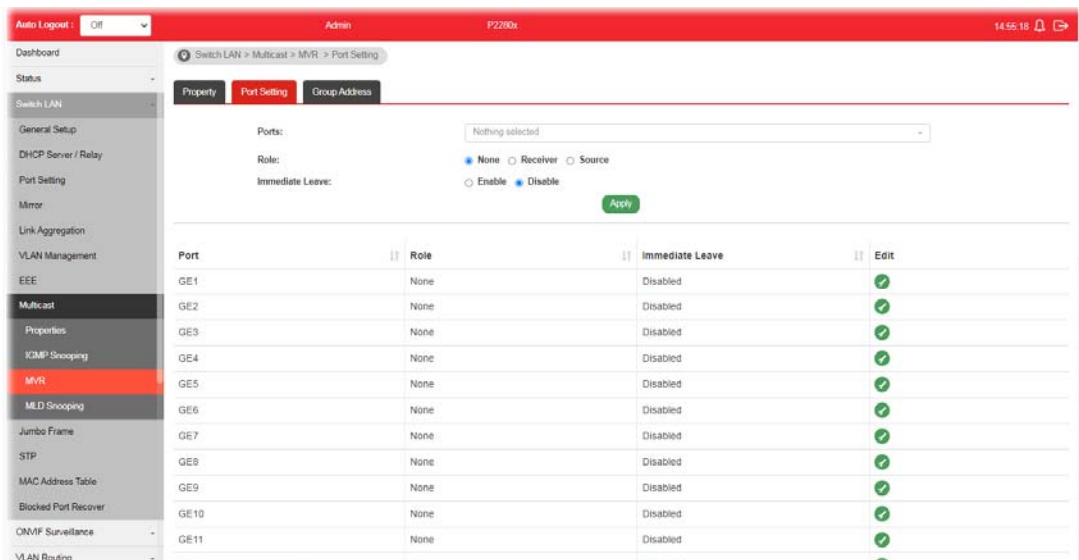 Auto Logout : Off Admin P2280x 14:55:18
Dashboard
Status
Switch LAN
General Setup
DHCP Server / Relay
Port Setting
Mirror
Link Aggregation
VLAN Management
EEE
Multicast
Properties
IGMP Snooping
MVR
MLD Snooping
Jumbo Frame
STP
MAC Address Table
Blocked Port Recover
ONVIF Surveillance
VLAN Routing
Switch LAN > Multicast > MVR > Port Setting
Property Port Setting Group Address
Ports: Nothing selected
Role: None Receiver Source
Immediate Leave: Enable Disable
Apply
Port Role Immediate Leave Edit
GE1 None Disabled
GE2 None Disabled
GE3 None Disabled
GE4 None Disabled
GE5 None Disabled
GE6 None Disabled
GE7 None Disabled
GE8 None Disabled
GE9 None Disabled
GE10 None Disabled
GE11 None Disabled